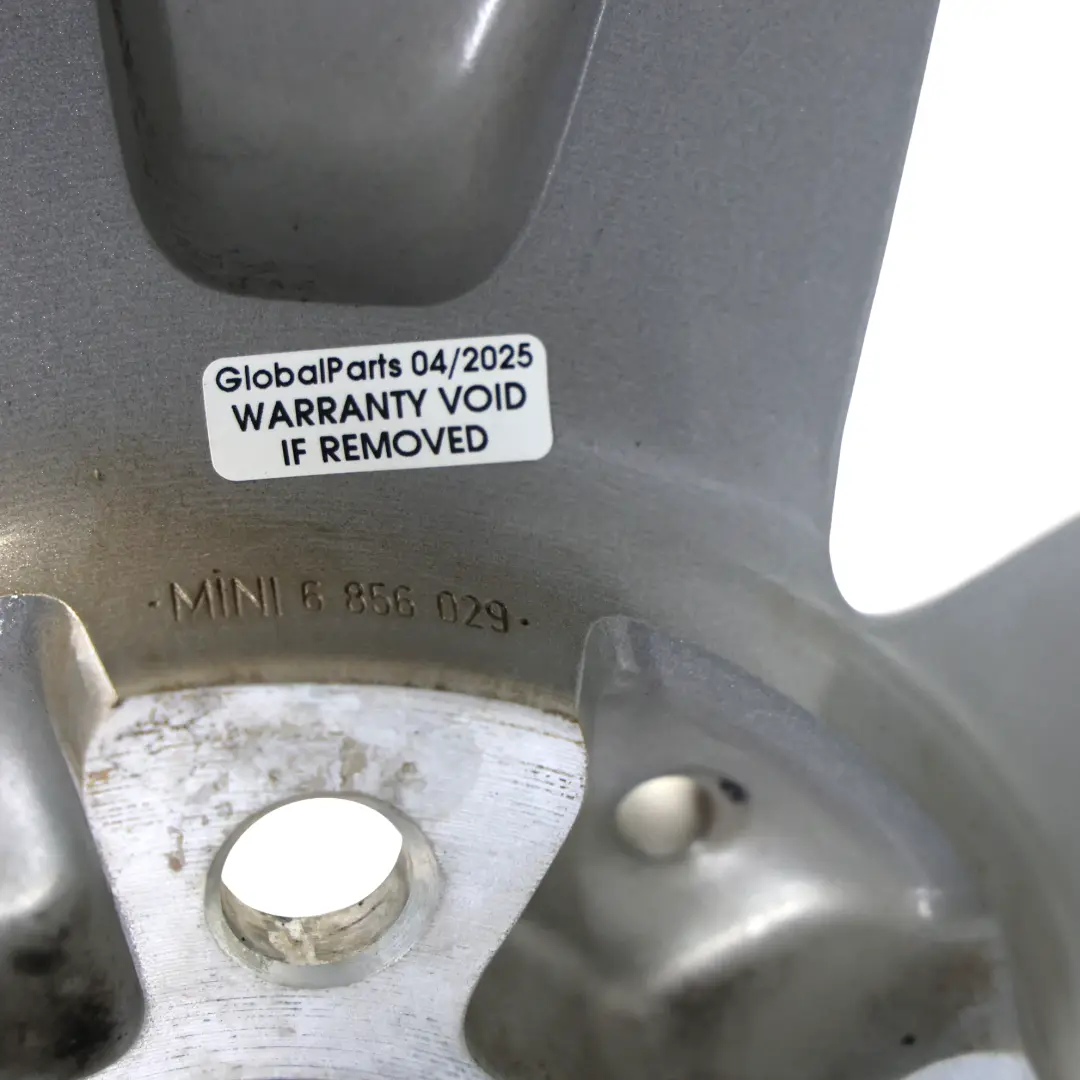 GlobalParts 04/2025
WARRANTY VOID
IF REMOVED
·MINI 6 856 029·